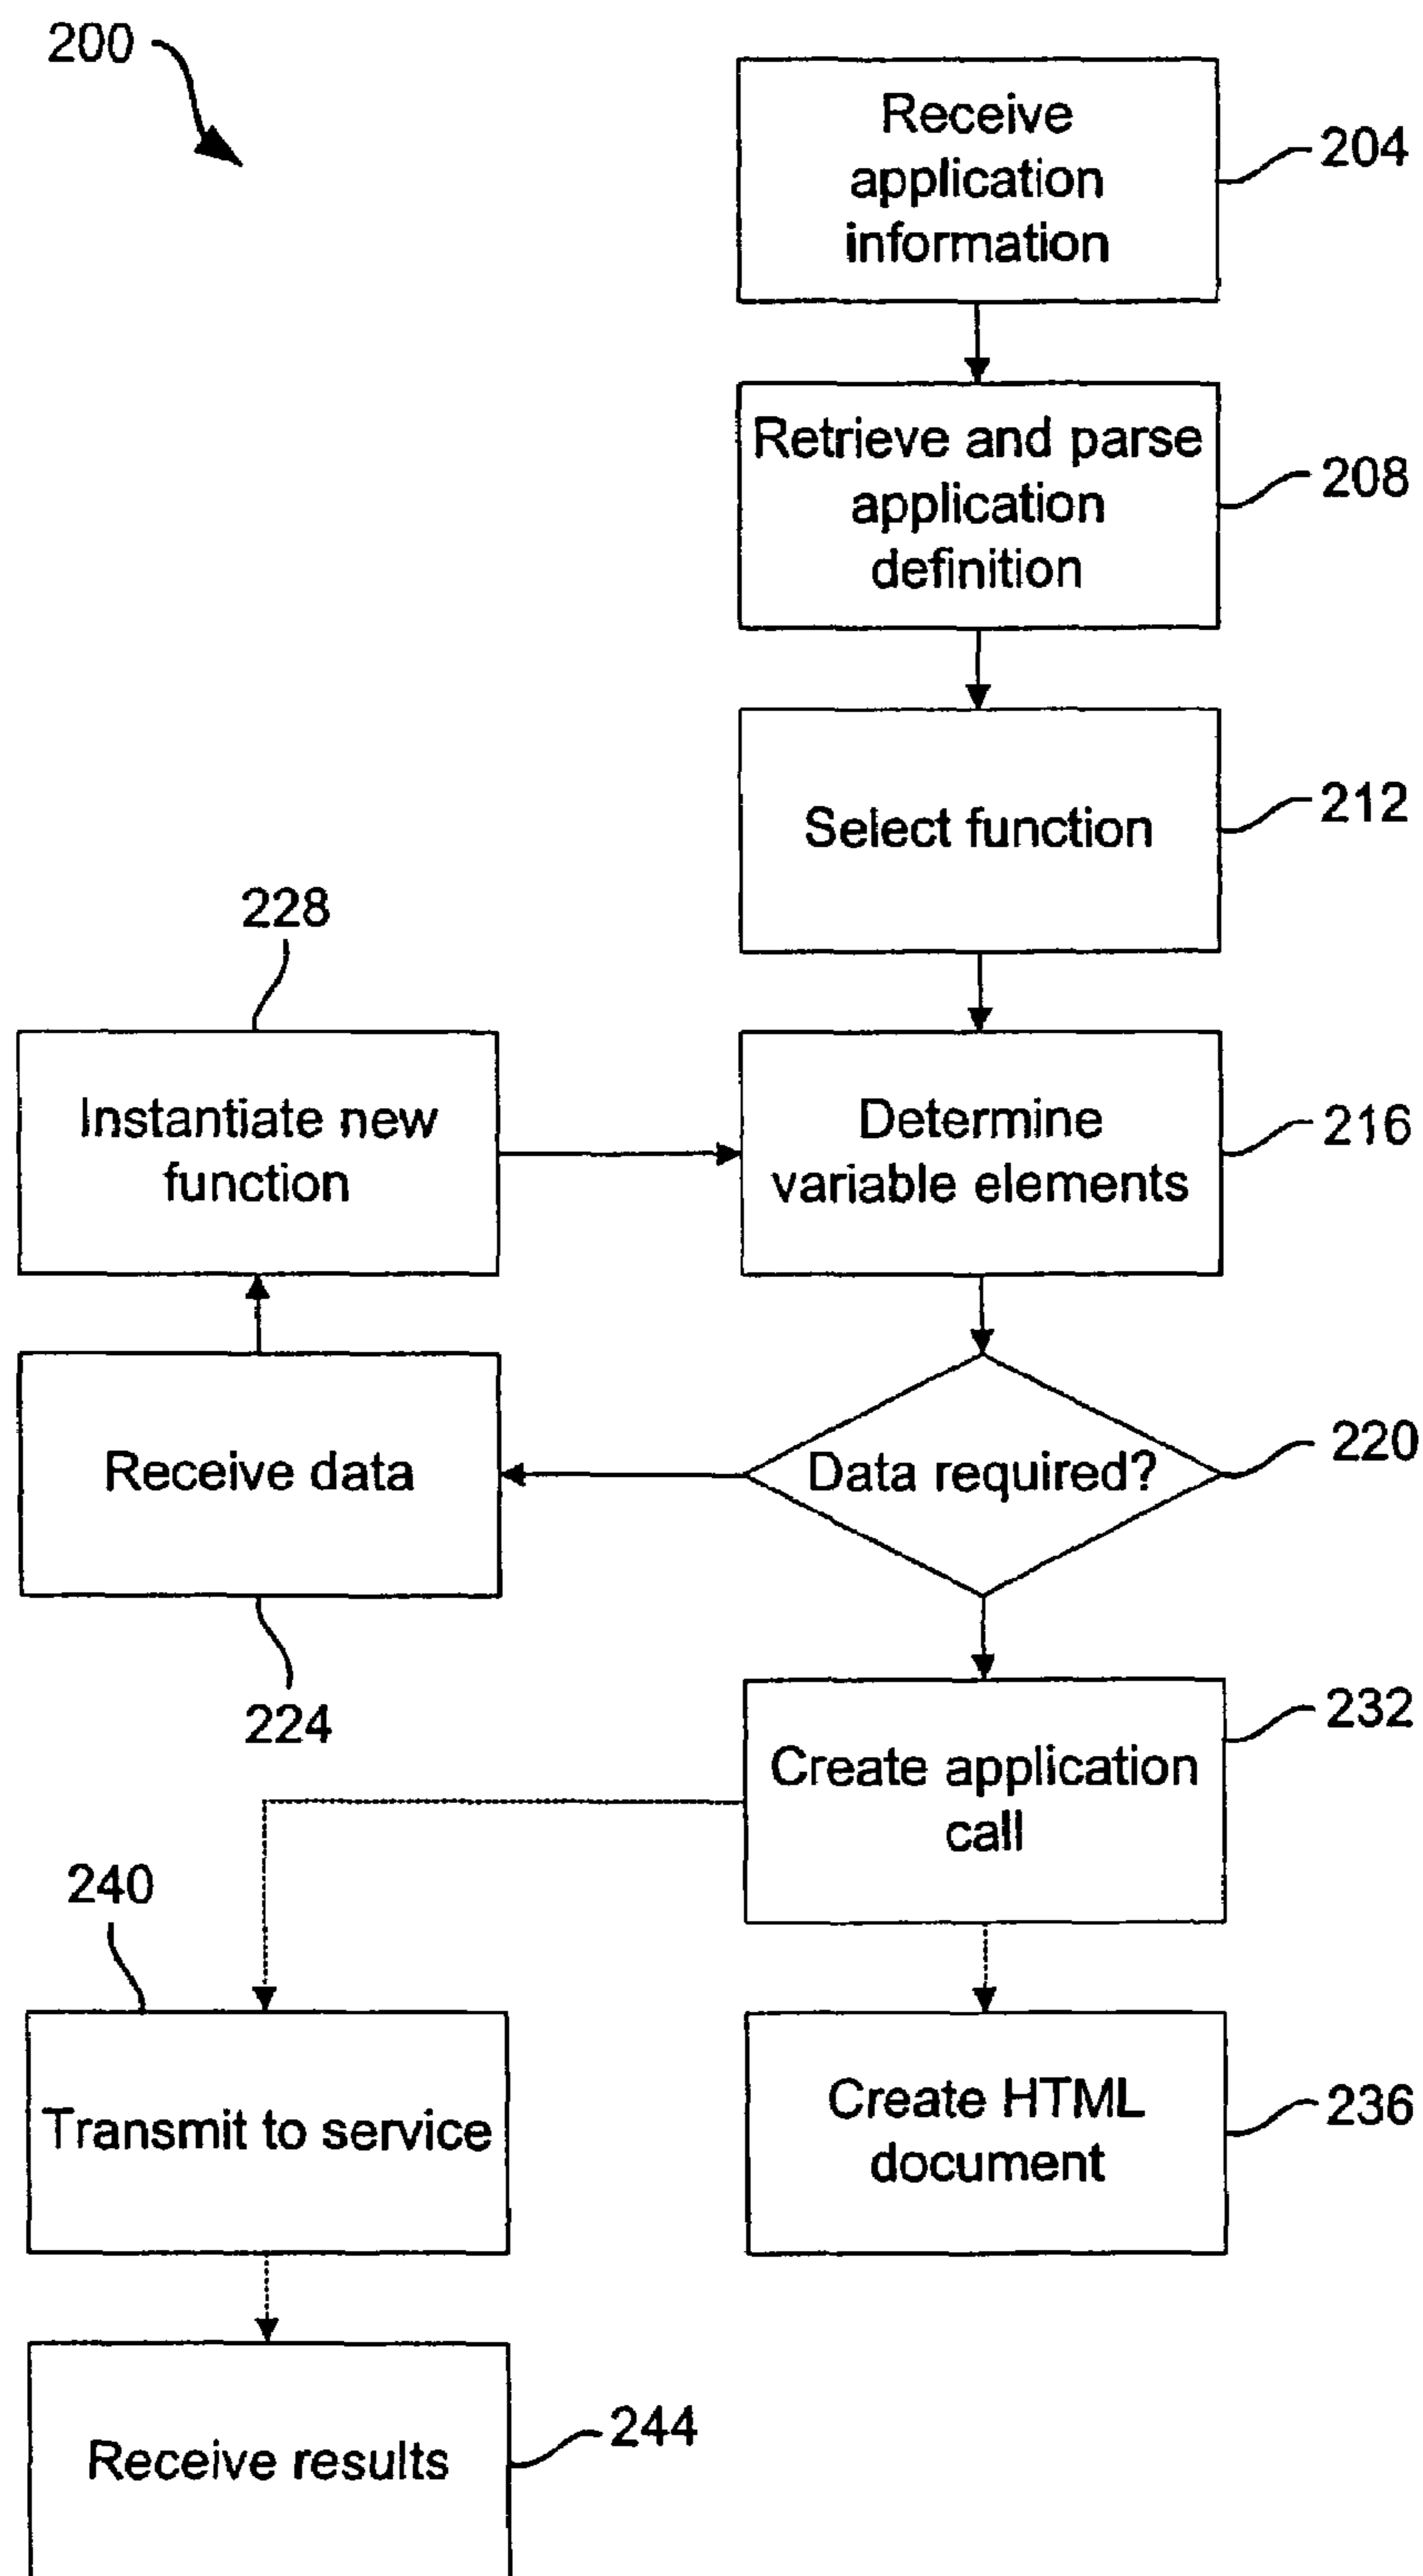 200
Receive
application
information
204
Retrieve and parse
application
definition
208
Select function
212
228
Instantiate new
function
Determine
variable elements
216
Receive data
Data required?
220
224
Create application
call
232
240
Transmit to service
Create HTML
document
236
Receive results
244